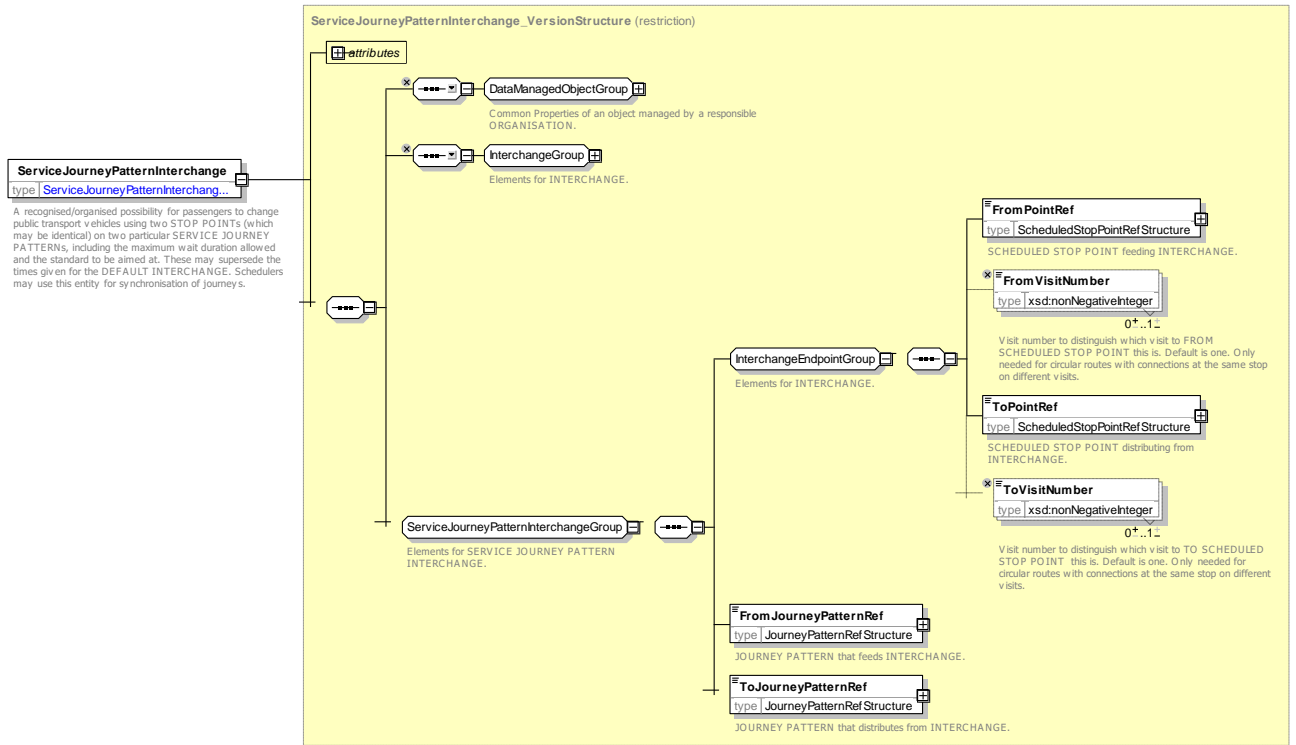 ServiceJourneyPatternInterchange_VersionStructure (restriction)
attributes
DataManagedObjectGroup
Common Properties of an object managed by a responsible
ORGANISATION.
InterchangeGroup
Elements for INTERCHANGE.
ServiceJourneyPatternInterchange
type ServiceJourneyPatternInterchang...
A recognised/organised possibility for passengers to change
public transport vehicles using two STOP POINTs (which
may be identical) on two particular SERVICE JOURNEY
PATTERNs, including the maximum wait duration allowed
and the standard to be aimed at. These may supersede the
times given for the DEFAULT INTERCHANGE. Schedulers
may use this entity for synchronisation of journeys.
FromPointRef
type ScheduledStopPointRefStructure
SCHEDULED STOP POINT feeding INTERCHANGE.
FromVisitNumber
type xsd:nonNegativeInteger
0..1
Visit number to distinguish which visit to FROM
SCHEDULED STOP POINT this is. Default is one. Only
needed for circular routes with connections at the same stop
on different visits.
InterchangeEndpointGroup
Elements for INTERCHANGE.
ToPointRef
type ScheduledStopPointRefStructure
SCHEDULED STOP POINT distributing from
INTERCHANGE.
ToVisitNumber
type xsd:nonNegativeInteger
0..1
Visit number to distinguish which visit to TO SCHEDULED
STOP POINT this is. Default is one. Only needed for
circular routes with connections at the same stop on different
visits.
ServiceJourneyPatternInterchangeGroup
Elements for SERVICE JOURNEY PATTERN
INTERCHANGE.
FromJourneyPatternRef
type JourneyPatternRefStructure
JOURNEY PATTERN that feeds INTERCHANGE.
ToJourneyPatternRef
type JourneyPatternRefStructure
JOURNEY PATTERN that distributes from INTERCHANGE.